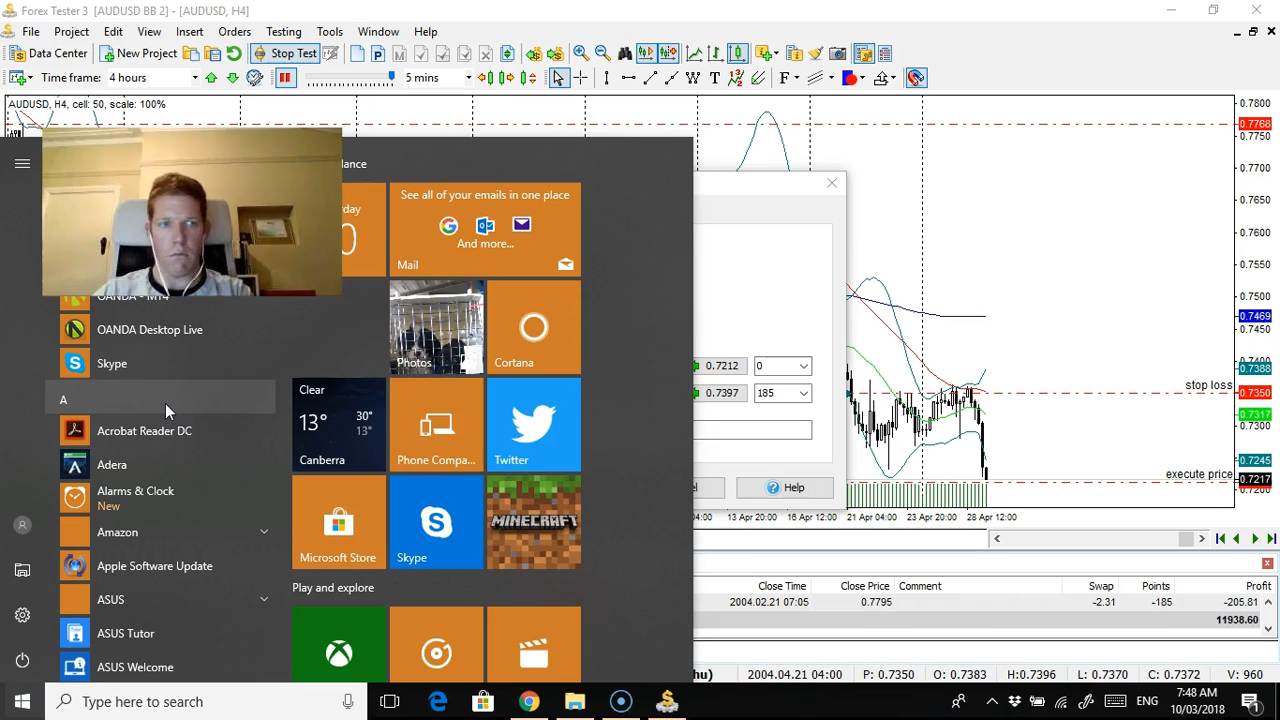 Forex Tester 3 [AUDUSD BB 2] - [AUDUSD, H4]
File Project Edit View Insert Orders Testing Tools Window Help
Data Center New Project Stop Test
Time frame: 4 hours 5 mins
AUDUSD, H4, cell: 50, scale: 100%
0.7800
0.7768
0.7750
0.7700
0.7650
0.7600
0.7550
0.7500
0.7469
0.7450
0.7400
0.7388
stop loss
0.7350
0.7317
0.7300
0.7245
execute price
0.7217
0.7212 0
0.7397 185
Help
04:00 13 Apr 20:00 16 Apr 12:00 21 Apr 04:00 23 Apr 20:00 28 Apr 12:00
Close Time Close Price Comment Swap Points Profit
2004.02.21 07:05 0.7795 -2.31 -185 -205.81
11938.60
2004.04.21 04:00 P: 0.7350 O: 0.7383 H:0.7396 L: 0.7370 C: 0.7372 V: 960
OANDA - MT4
OANDA Desktop Live
Skype
A
Acrobat Reader DC
Adera
Alarms & Clock
New
Amazon
Apple Software Update
ASUS
ASUS Tutor
ASUS Welcome
See all of your emails in one place
And more...
Mail
Photos
Cortana
Clear
13° 30°
13°
Canberra
Phone Compa...
Twitter
Microsoft Store
Skype
MINECRAFT
Play and explore
Type here to search
ENG
7:48 AM
10/03/2018